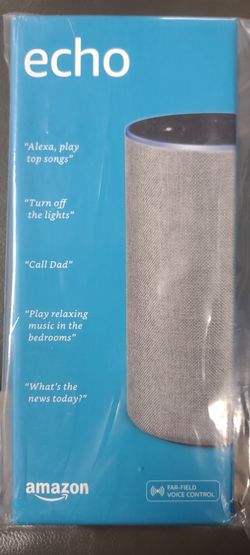 echo
"Alexa, play
top songs"
"Turn off
the lights"
"Call Dad"
"Play relaxing
music in the
bedrooms"
"What's the
news today?"
amazon
FAR-FIELD
VOICE CONTROL